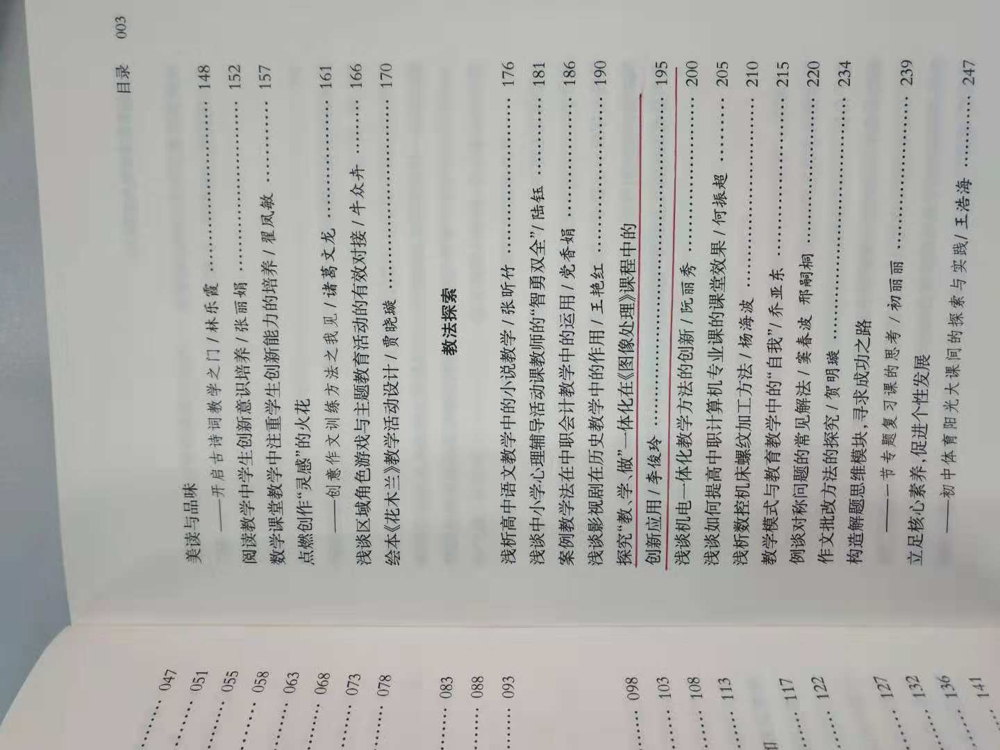 目录 003
美读与品味
——开启古诗词教学之门/林乐霞 …… 148
阅读教学中学生创新意识培养/张丽娟 …… 152
数学课堂教学中注重学生创新能力的培养/翟凤敏 …… 157
点燃创作“灵感”的火花
——创意作文训练方法之我见/诸葛文龙 …… 161
浅谈区域角色游戏与主题教育活动的有效对接/牛众卉 …… 166
绘本《花木兰》教学活动设计/贾晓璇 …… 170
教法探索
浅析高中语文教学中的小说教学/张昕竹 …… 176
浅谈中小学心理辅导活动课教师的“智勇双全”/陆钰 …… 181
案例教学法在中职会计教学中的运用/党香娟 …… 186
浅谈影视剧在历史教学中的作用/王艳红 …… 190
探究“教、学、做”一体化在《图像处理》课程中的
创新应用/李俊玲 …… 195
浅谈机电一体化教学方法的创新/阮丽秀 …… 200
浅谈如何提高中职计算机专业课的课堂效果/何振超 …… 205
浅析数控机床螺纹加工方法/杨海波 …… 210
教学模式与教育教学中的“自我”/乔亚东 …… 215
例谈对称问题的常见解法/窦春波 邢嗣桐 …… 220
作文批改方法的探究/贺明璇 …… 234
构造解题思维模块,寻求成功之路
——一节专题复习课的思考/初丽丽 …… 239
立足核心素养,促进个性发展
——初中体育阳光大课间的探索与实践/王浩海 …… 247
…… 047
…… 051
…… 055
…… 058
…… 063
…… 068
…… 073
…… 078
…… 083
…… 088
…… 093
…… 098
…… 103
…… 108
…… 113
…… 117
…… 122
…… 127
…… 132
…… 136
…… 141